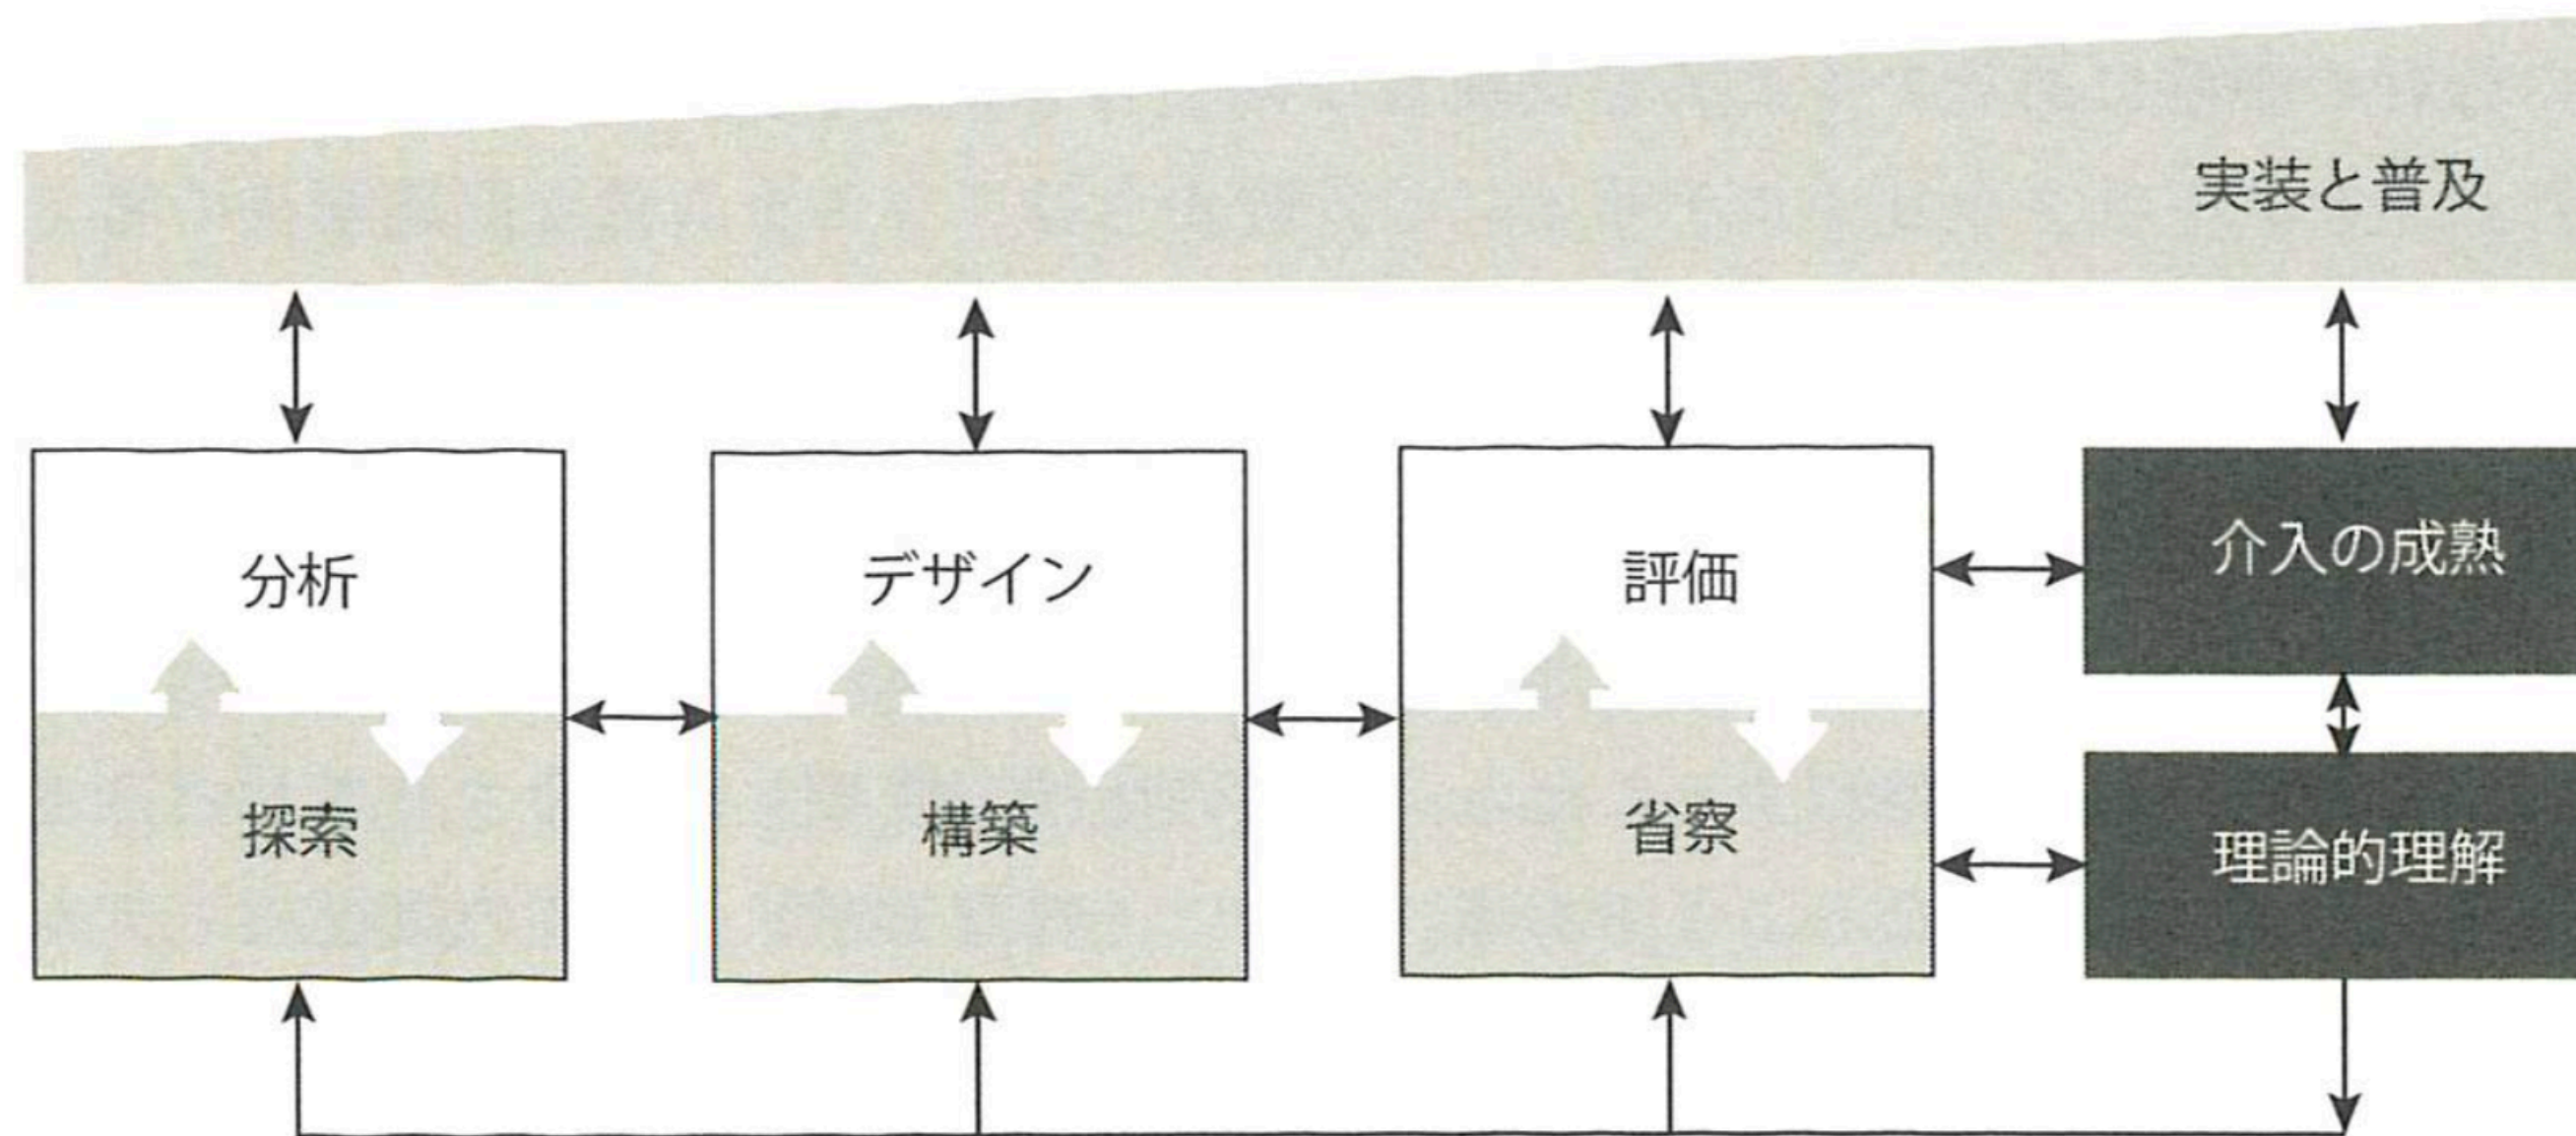 実装と普及
分析
探索
デザイン
構築
評価
省察
介入の成熟
理論的理解